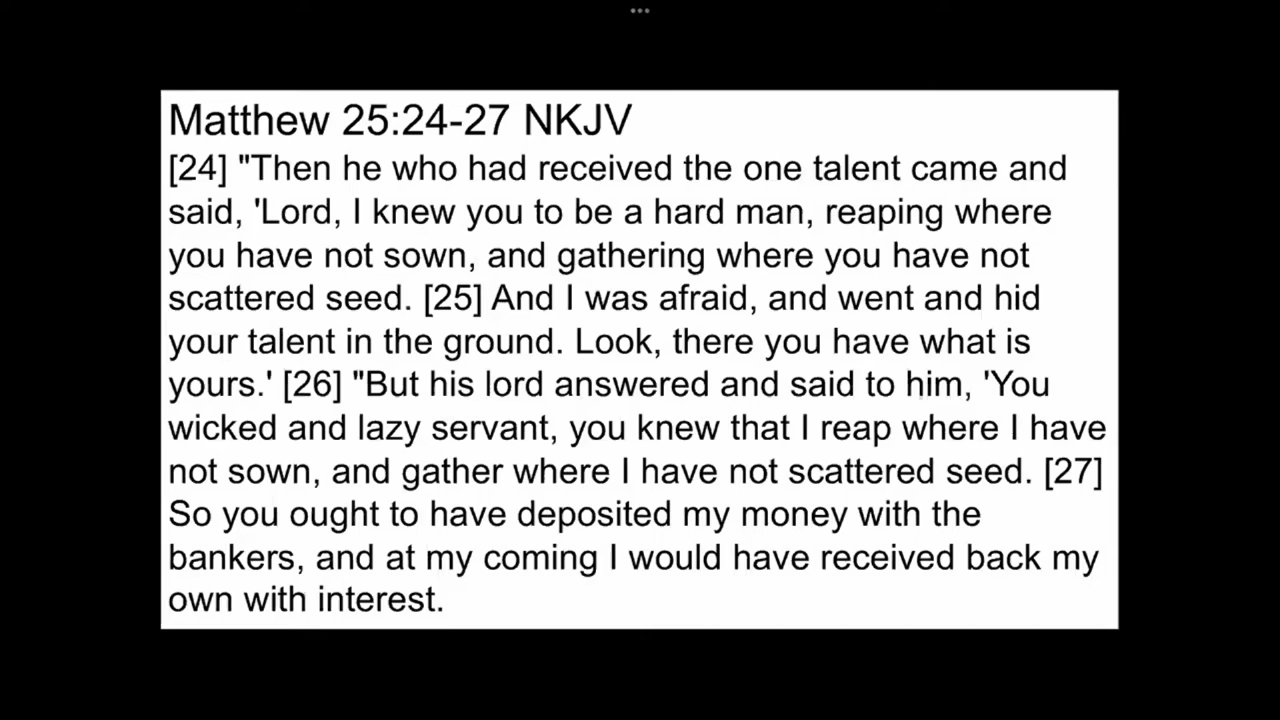 Matthew 25:24-27 NKJV
[24] "Then he who had received the one talent came and
said, 'Lord, I knew you to be a hard man, reaping where
you have not sown, and gathering where you have not
scattered seed. [25] And I was afraid, and went and hid
your talent in the ground. Look, there you have what is
yours.' [26] "But his lord answered and said to him, 'You
wicked and lazy servant, you knew that I reap where I have
not sown, and gather where I have not scattered seed. [27]
So you ought to have deposited my money with the
bankers, and at my coming I would have received back my
own with interest.